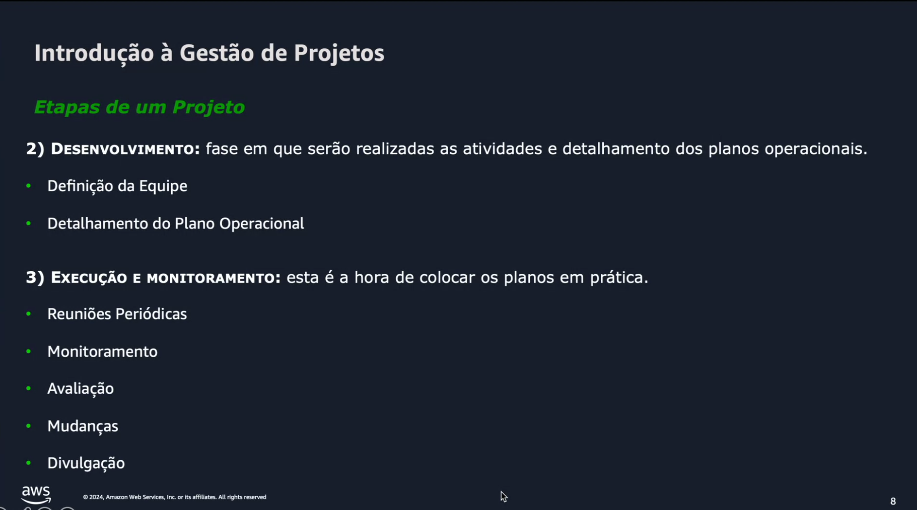 Introdução à Gestão de Projetos
Etapas de um Projeto
2) DESENVOLVIMENTO: fase em que serão realizadas as atividades e detalhamento dos planos operacionais.
• Definição da Equipe
• Detalhamento do Plano Operacional
3) EXECUÇÃO E MONITORAMENTO: esta é a hora de colocar os planos em prática.
• Reuniões Periódicas
• Monitoramento
• Avaliação
• Mudanças
• Divulgação
aws
© 2024, Amazon Web Services, Inc. or its affiliates. All rights reserved
8